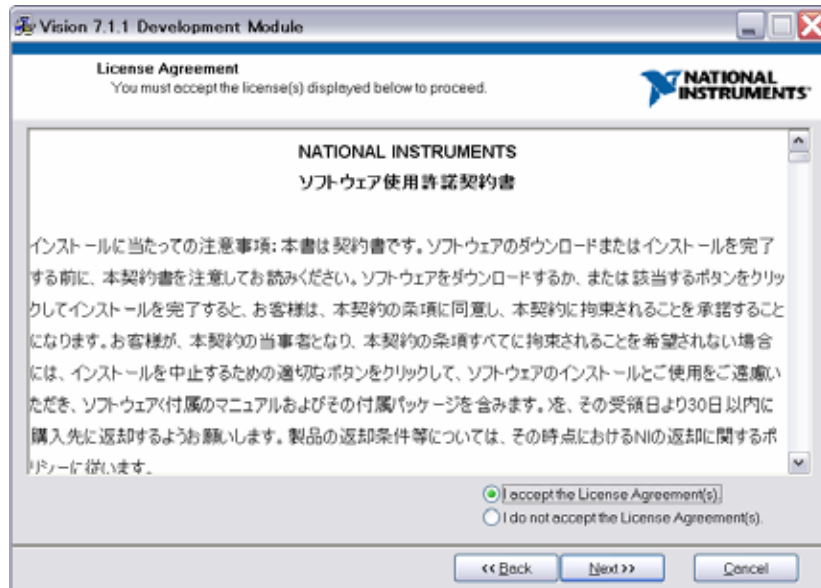 Vision 7.1.1 Development Module
License Agreement
You must accept the license(s) displayed below to proceed.
NATIONAL
INSTRUMENTS
NATIONAL INSTRUMENTS
ソフトウェア使用許諾契約書
インストールに当たっての注意事項: 本書は契約書です。ソフトウェアのダウンロードまたはインストールを完了
する前に、本契約書を注意してお読みください。ソフトウェアをダウンロードするか、または該当するボタンをクリッ
クしてインストールを完了すると、お客様は、本契約の条項に同意し、本契約に拘束されることを承諾すること
になります。お客様が、本契約の当事者となり、本契約の条項すべてに拘束されることを希望されない場合
には、インストールを中止するための適切なボタンをクリックして、ソフトウェアのインストールとご使用をご遠慮い
ただき、ソフトウェア(付属のマニュアルおよびその付属パッケージを含みます。)を、その受領日より30日以内に
購入先に返却するようお願いします。製品の返却条件等については、その時点におけるNIの返却に関するポ
リシーに従います。
I accept the License Agreement(s).
I do not accept the License Agreement(s).
<< Back
Next >>
Cancel